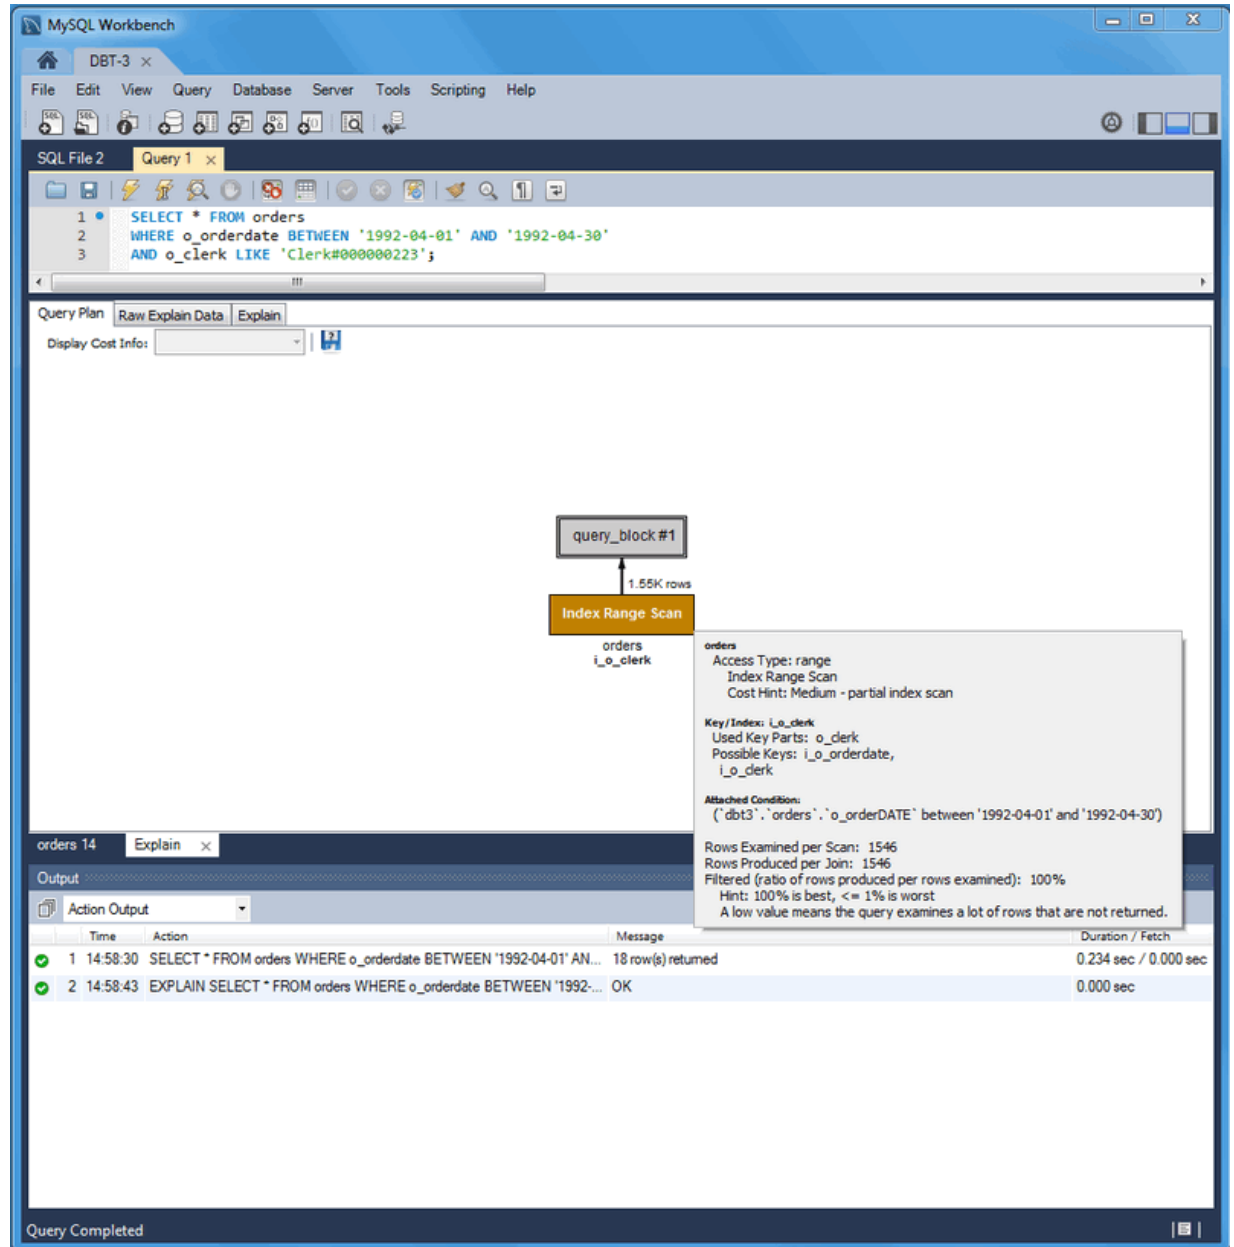 MySQL Workbench
DBT-3
File Edit View Query Database Server Tools Scripting Help
SQL File 2 Query 1
1 SELECT * FROM orders
2 WHERE o_orderdate BETWEEN '1992-04-01' AND '1992-04-30'
3 AND o_clerk LIKE 'Clerk#000000223';
Query Plan Raw Explain Data Explain
Display Cost Info:
query_block #1
1.55K rows
Index Range Scan
orders
i_o_clerk
orders
Access Type: range
Index Range Scan
Cost Hint: Medium - partial index scan
Key/Index: i_o_clerk
Used Key Parts: o_clerk
Possible Keys: i_o_orderdate,
i_o_clerk
Attached Condition:
(`dbt3`.`orders`.`o_orderDATE` between '1992-04-01' and '1992-04-30')
Rows Examined per Scan: 1546
Rows Produced per Join: 1546
Filtered (ratio of rows produced per rows examined): 100%
Hint: 100% is best, <= 1% is worst
A low value means the query examines a lot of rows that are not returned.
orders 14 Explain
Output
Action Output
Time Action Message Duration / Fetch
1 14:58:30 SELECT * FROM orders WHERE o_orderdate BETWEEN '1992-04-01' AN... 18 row(s) returned 0.234 sec / 0.000 sec
2 14:58:43 EXPLAIN SELECT * FROM orders WHERE o_orderdate BETWEEN '1992-... OK 0.000 sec
Query Completed